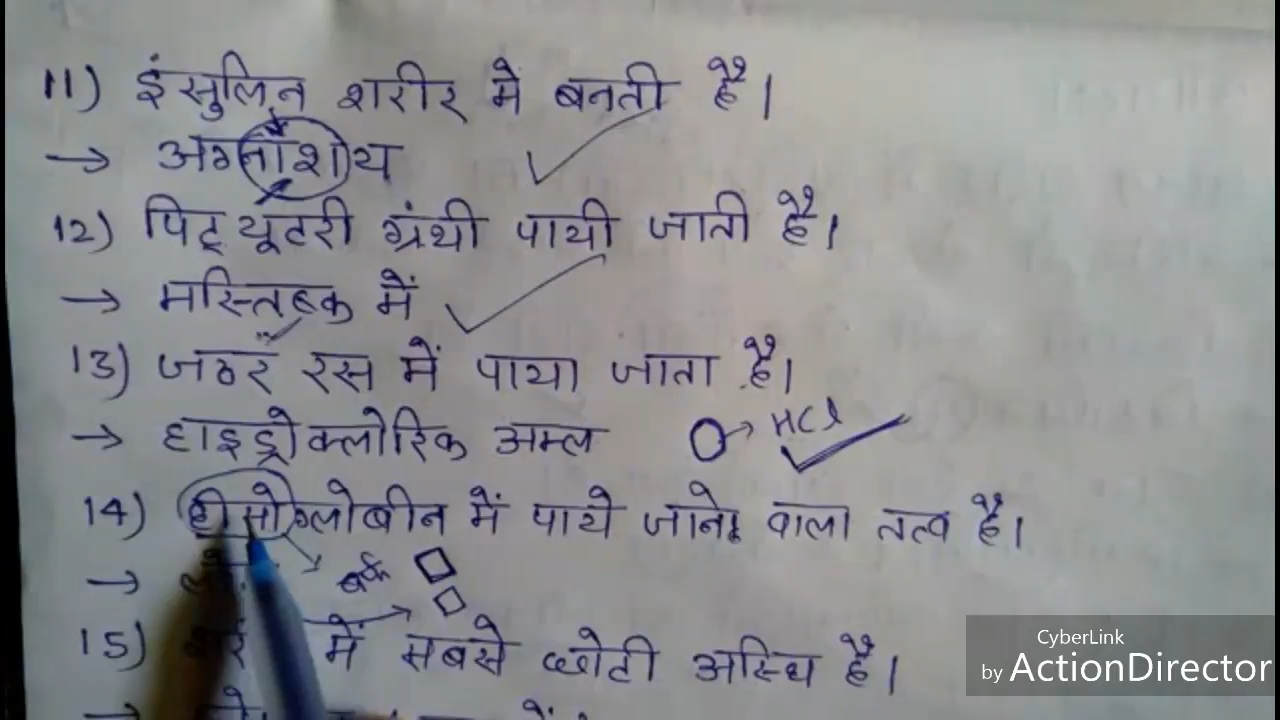 11) इंसुलिन शरीर में बनती है।
→ अग्नाशय
12) पिट्यूटरी ग्रंथी पायी जाती है।
→ मस्तिष्क में
13) जठर रस में पाया जाता है।
→ हाइड्रोक्लोरिक अम्ल → HCl
14) हीमोग्लोबीन में पाये जाने वाला तत्व है।
→
15) में सबसे छोटी अस्थि है।
CyberLink
by ActionDirector